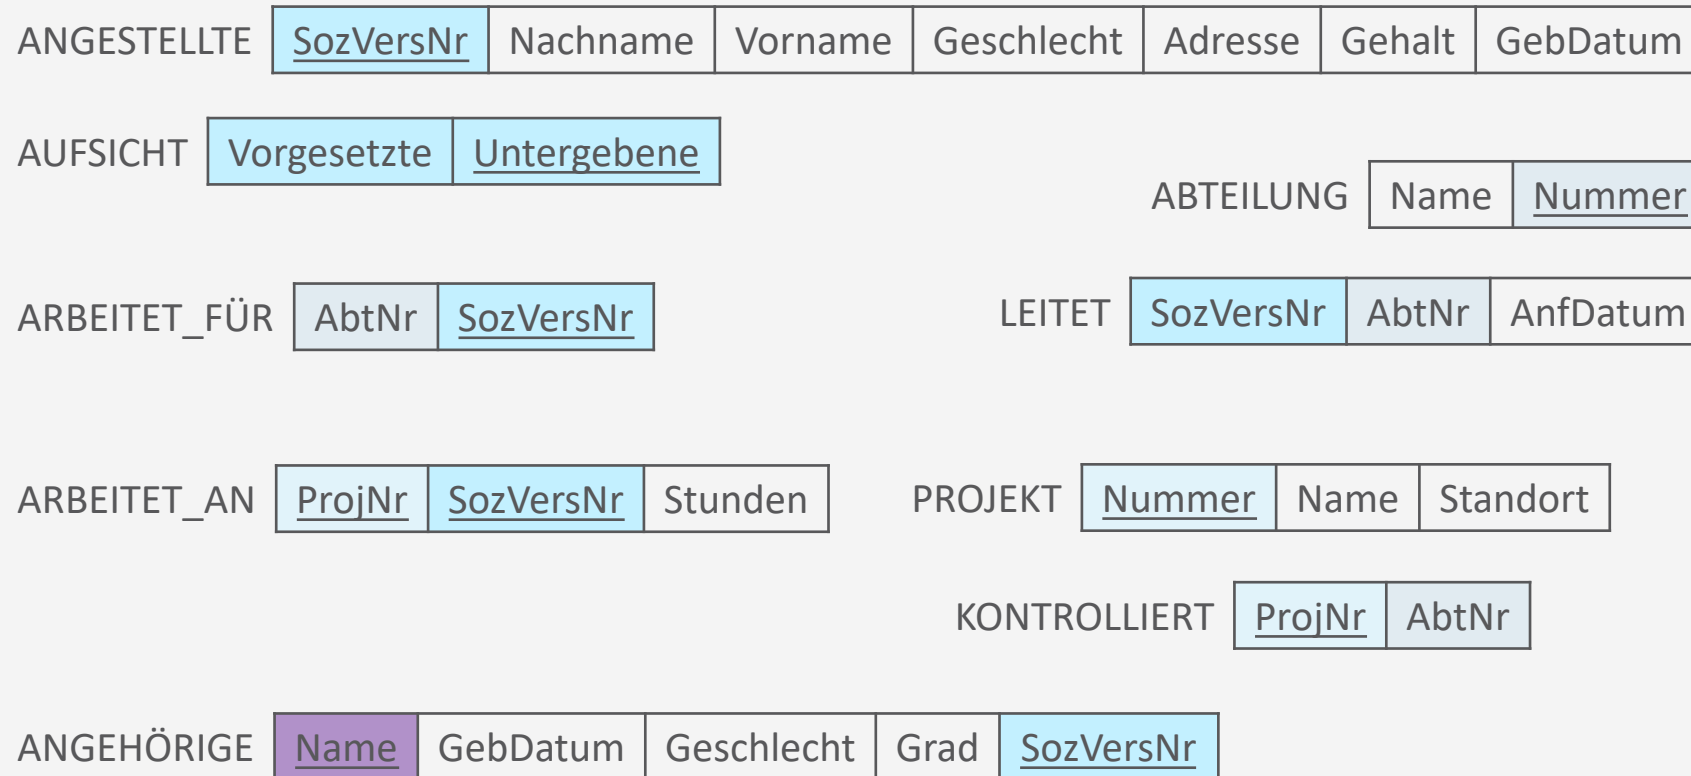 ANGESTELLTE SozVersNr Nachname Vorname Geschlecht Adresse Gehalt GebDatum
AUFSICHT Vorgesetzte Untergebene
ABTEILUNG Name Nummer
ARBEITET_FÜR AbtNr SozVersNr
LEITET SozVersNr AbtNr AnfDatum
ARBEITET_AN ProjNr SozVersNr Stunden
PROJEKT Nummer Name Standort
KONTROLLIERT ProjNr AbtNr
ANGEHÖRIGE Name GebDatum Geschlecht Grad SozVersNr